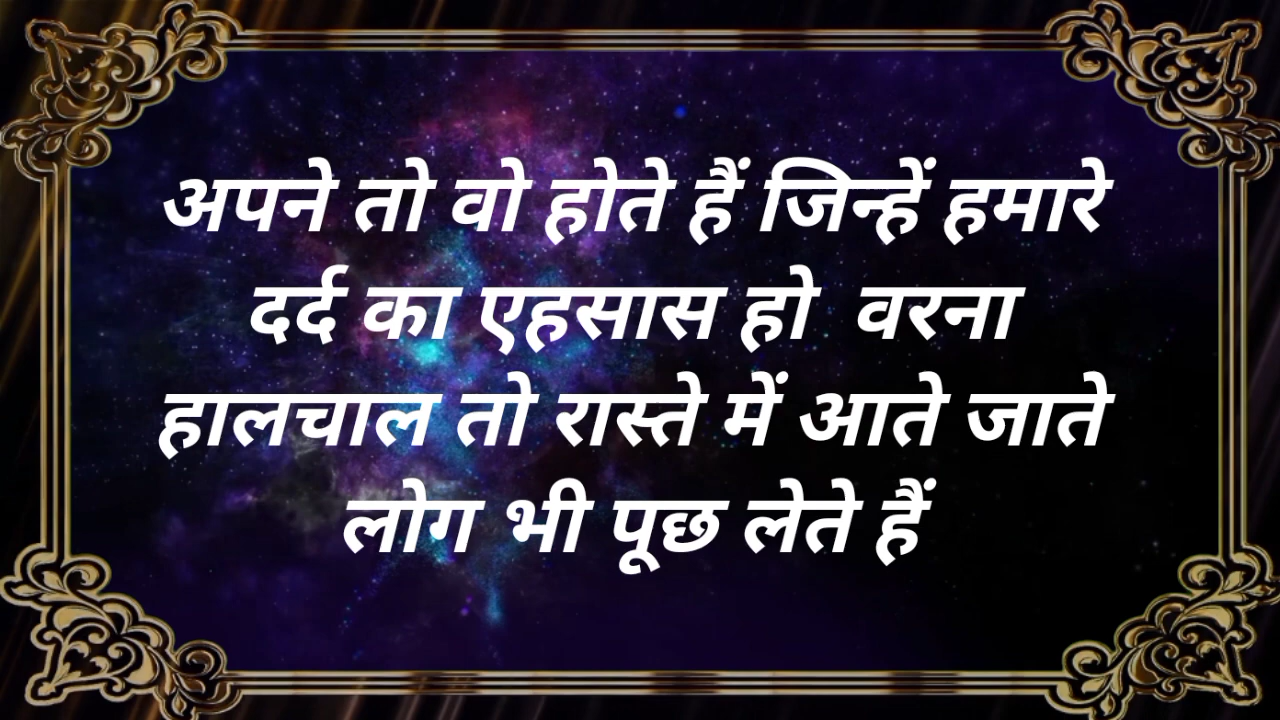 अपने तो वो होते हैं जिन्हें हमारे
दर्द का एहसास हो  वरना
हालचाल तो रास्ते में आते जाते
लोग भी पूछ लेते हैं